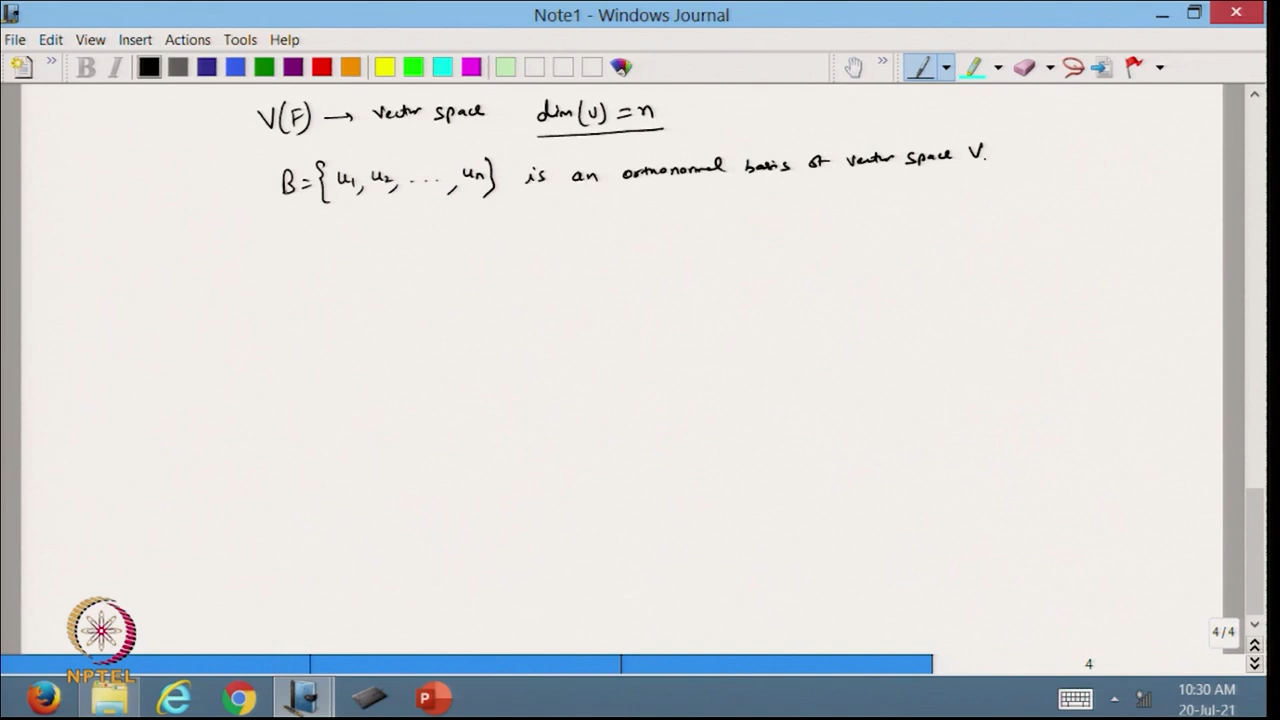 Note1 - Windows Journal
File Edit View Insert Actions Tools Help
V(F) → vector space dim(V) = n
B = {u1, u2, ..., un} is an orthonormal basis of vector space V.
4/4
4
NPTEL
10:30 AM
20-Jul-21